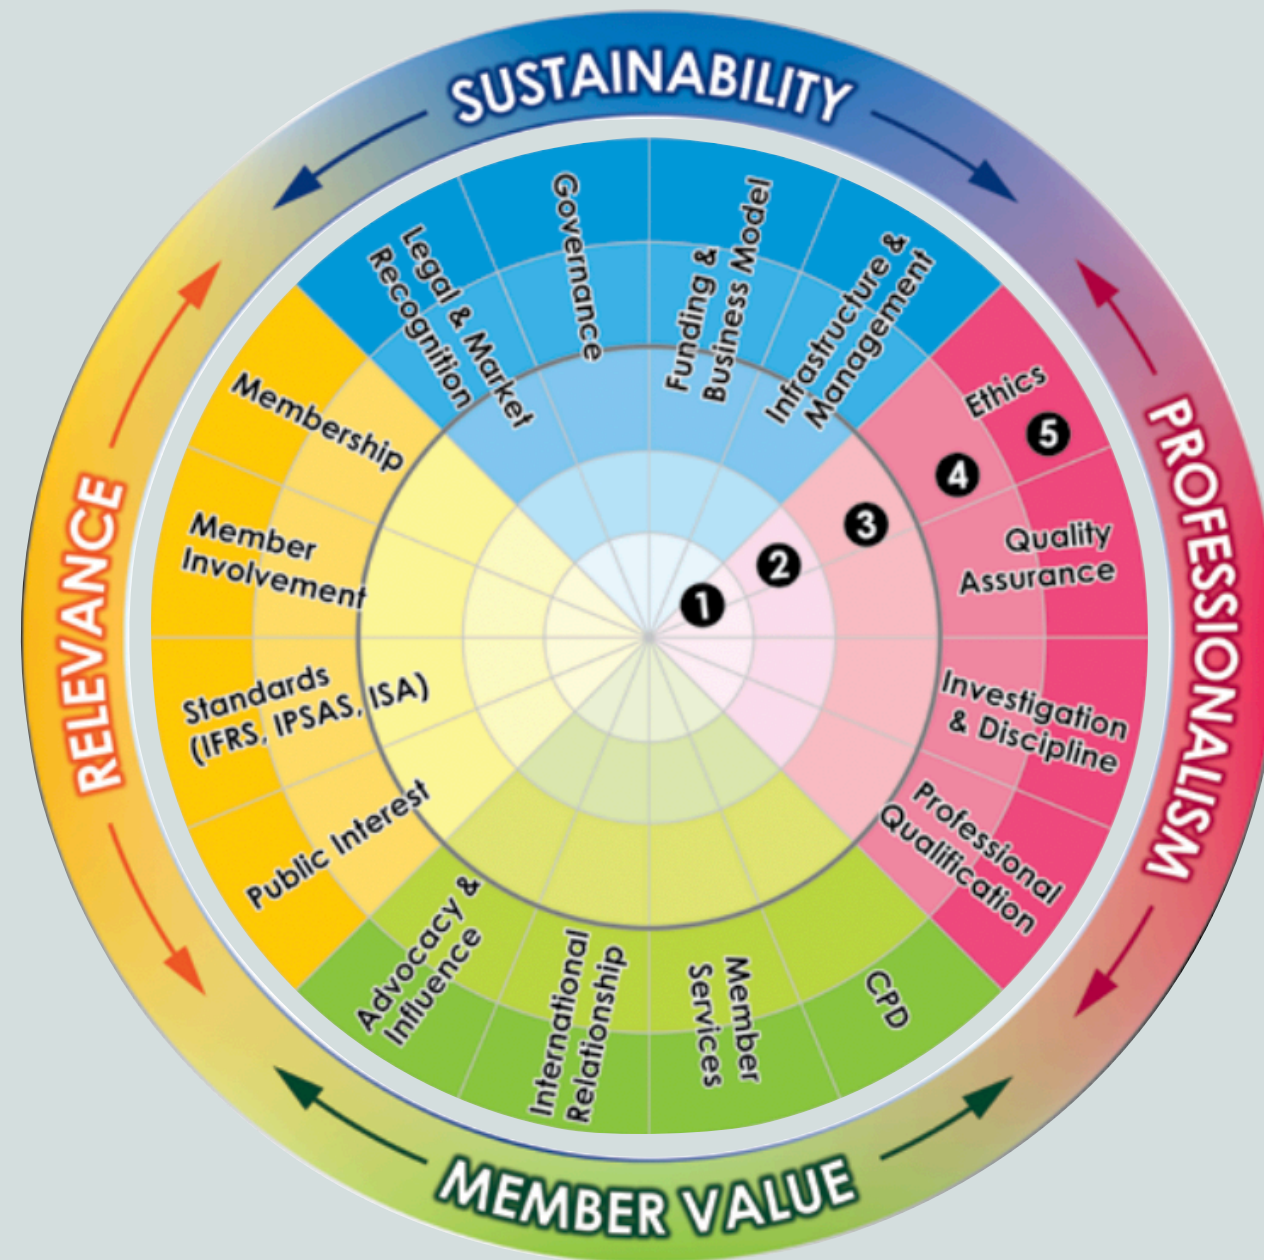 SUSTAINABILITY
Legal & Market
Recognition
Governance
Funding &
Business Model
Infrastructure &
Management
PROFESSIONALISM
Ethics
5
4
3
2
1
Quality
Assurance
Investigation
& Discipline
Professional
Qualification
MEMBER VALUE
CPD
Member
Services
International
Relationship
Advocacy &
Influence
RELEVANCE
Membership
Member
Involvement
Standards
(IFRS, IPSAS, ISA)
Public Interest